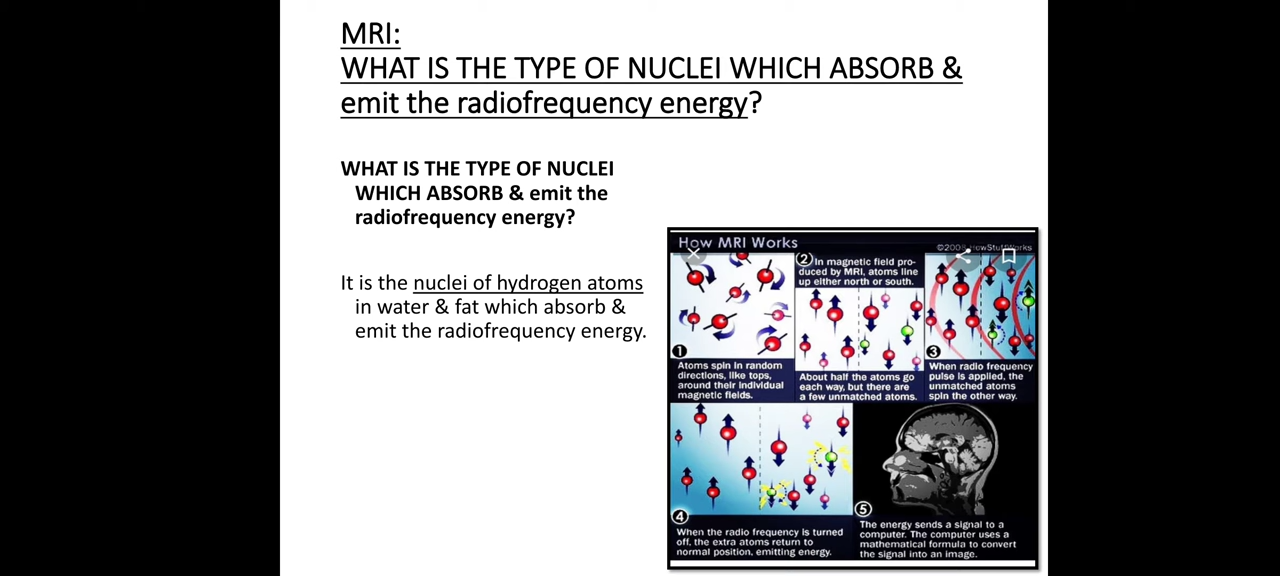 MRI:
WHAT IS THE TYPE OF NUCLEI WHICH ABSORB &
emit the radiofrequency energy?
WHAT IS THE TYPE OF NUCLEI
WHICH ABSORB & emit the
radiofrequency energy?
It is the nuclei of hydrogen atoms
in water & fat which absorb &
emit the radiofrequency energy.
How MRI Works
©2008 HowStuffWorks
1
Atoms spin in random
directions, like tops,
around their individual
magnetic fields.
2 In magnetic field pro-
duced by MRI, atoms line
up either north or south.
About half the atoms go
each way, but there are
a few unmatched atoms.
3
When radio frequency
pulse is applied, the
unmatched atoms
spin the other way.
4
When the radio frequency is turned
off, the extra atoms return to
normal position, emitting energy.
5
The energy sends a signal to a
computer. The computer uses a
mathematical formula to convert
the signal into an image.